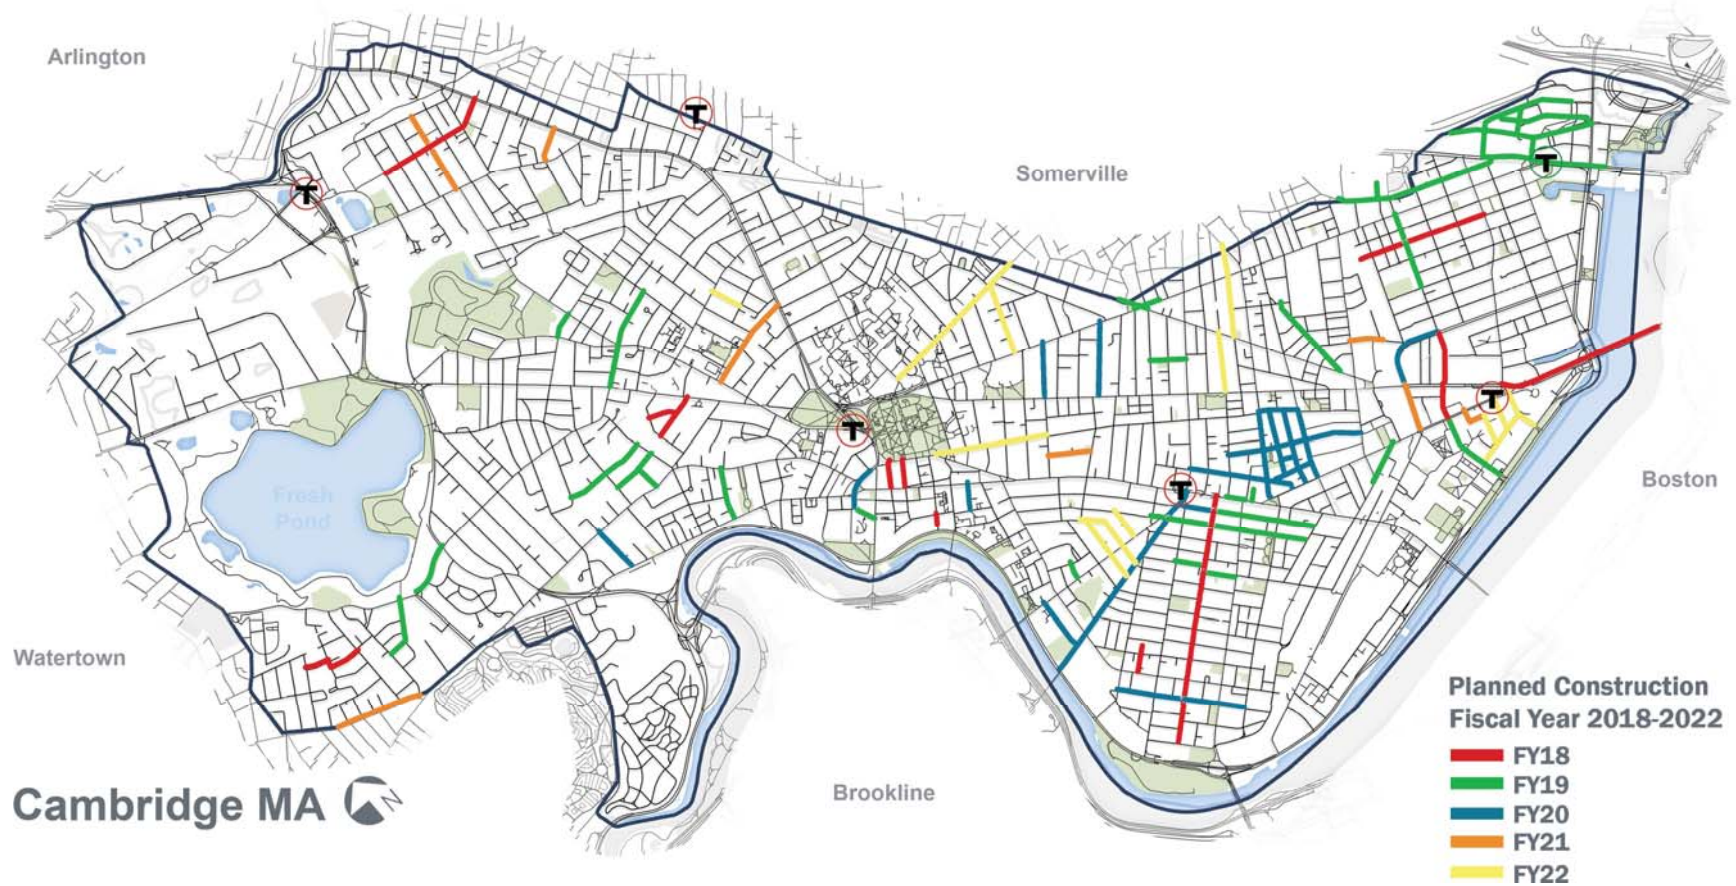 Arlington
Somerville
Fresh
Pond
Boston
Watertown
Brookline
Cambridge MA
N
T
T
T
T
T
T
Planned Construction
Fiscal Year 2018-2022
FY18
FY19
FY20
FY21
FY22